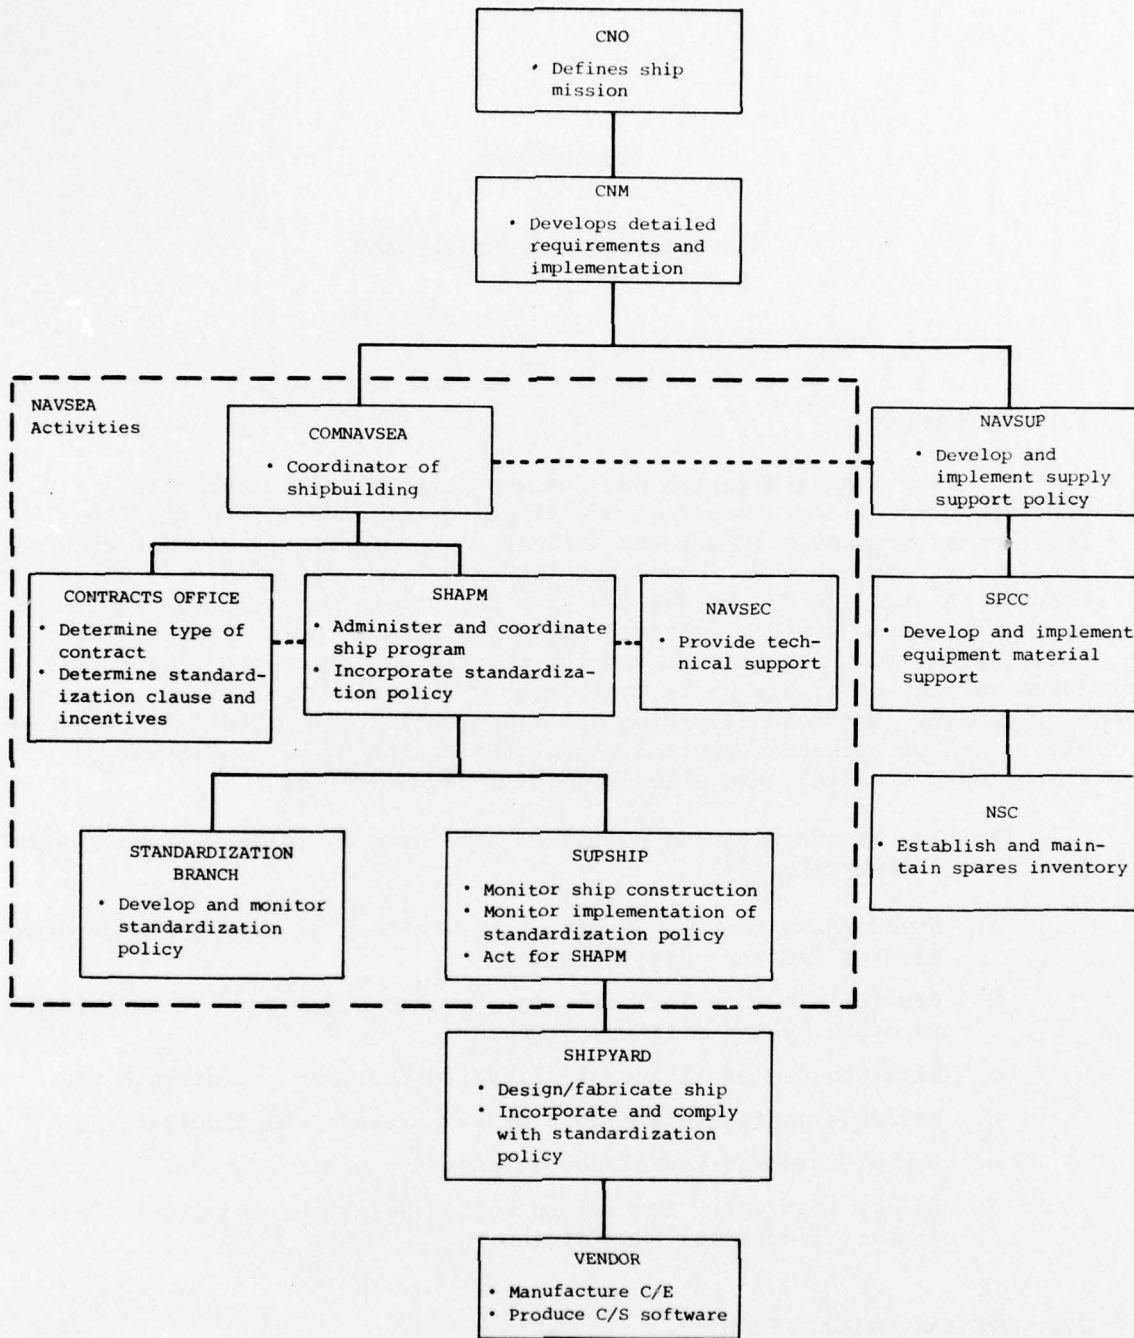 CNO
• Defines ship
mission
CNM
• Develops detailed
requirements and
implementation
NAVSEA
Activities
COMNAVSEA
• Coordinator of
shipbuilding
NAVSUP
• Develop and
implement supply
support policy
CONTRACTS OFFICE
• Determine type of
contract
• Determine standard-
ization clause and
incentives
SHAPM
• Administer and coordinate
ship program
• Incorporate standardiza-
tion policy
NAVSEC
• Provide tech-
nical support
SPCC
• Develop and implement
equipment material
support
NSC
• Establish and main-
tain spares inventory
STANDARDIZATION
BRANCH
• Develop and monitor
standardization
policy
SUPSHIP
• Monitor ship construction
• Monitor implementation of
standardization policy
• Act for SHAPM
SHIPYARD
• Design/fabricate ship
• Incorporate and comply
with standardization
policy
VENDOR
• Manufacture C/E
• Produce C/S software